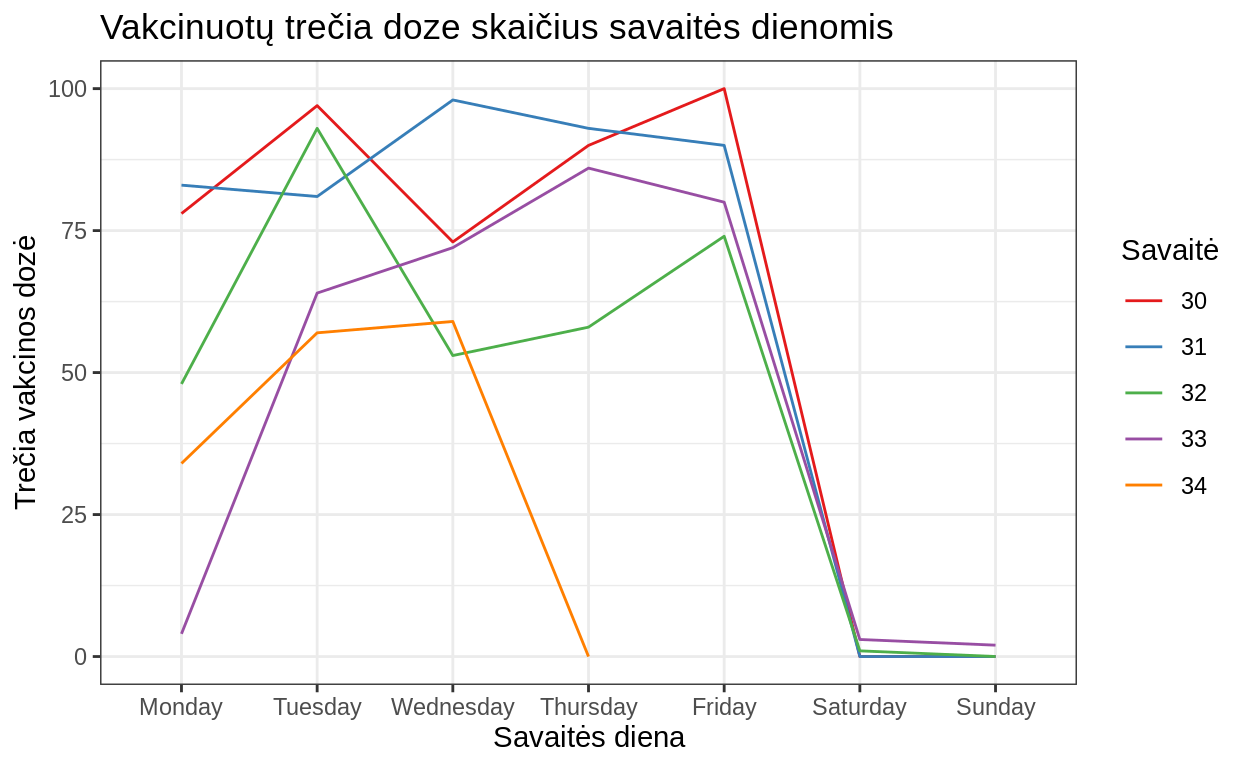 Vakcinuotų trečia doze skaičius savaitės dienomis
Trečia vakcinos dozė
100
75
50
25
0
Monday Tuesday Wednesday Thursday Friday Saturday Sunday
Savaitės diena
Savaitė
30
31
32
33
34